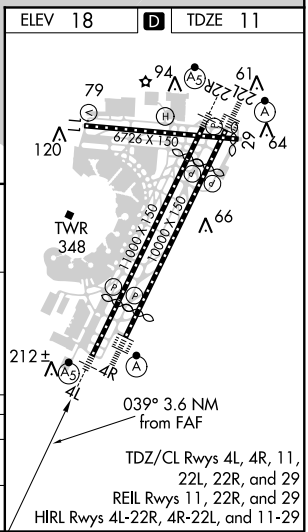 ELEV 18
D
TDZE 11
94
A5
22R
22L
61
A
79
V
H
11
6726 X 150
29
64
120
P
P
66
TWR
348
11000 X 150
10000 X 150
P
P
212 ±
A5
4L
4R
A
039° 3.6 NM
from FAF
TDZ/CL Rwys 4L, 4R, 11,
22L, 22R, and 29
REIL Rwys 11, 22R, and 29
HIRL Rwys 4L-22R, 4R-22L, and 11-29